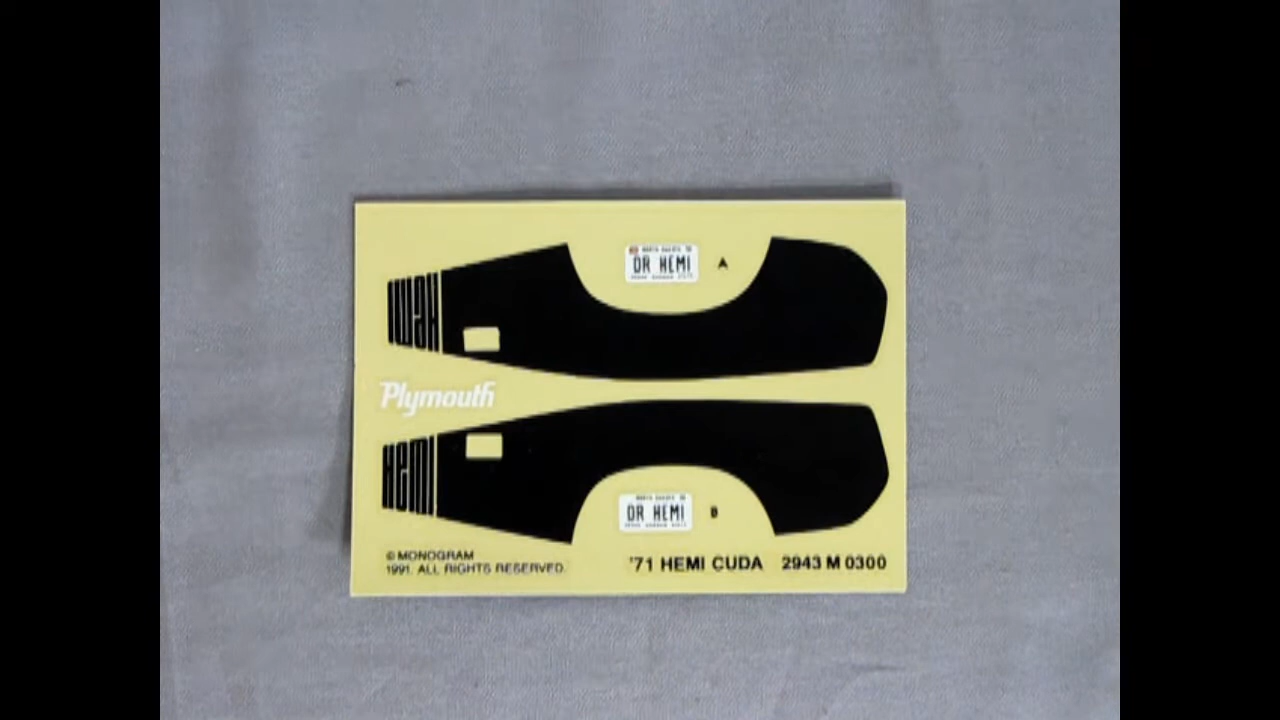 DR HEMI
A
HEMI
Plymouth
HEMI
DR HEMI
B
© MONOGRAM
1991. ALL RIGHTS RESERVED.
'71 HEMI CUDA 2943 M 0300